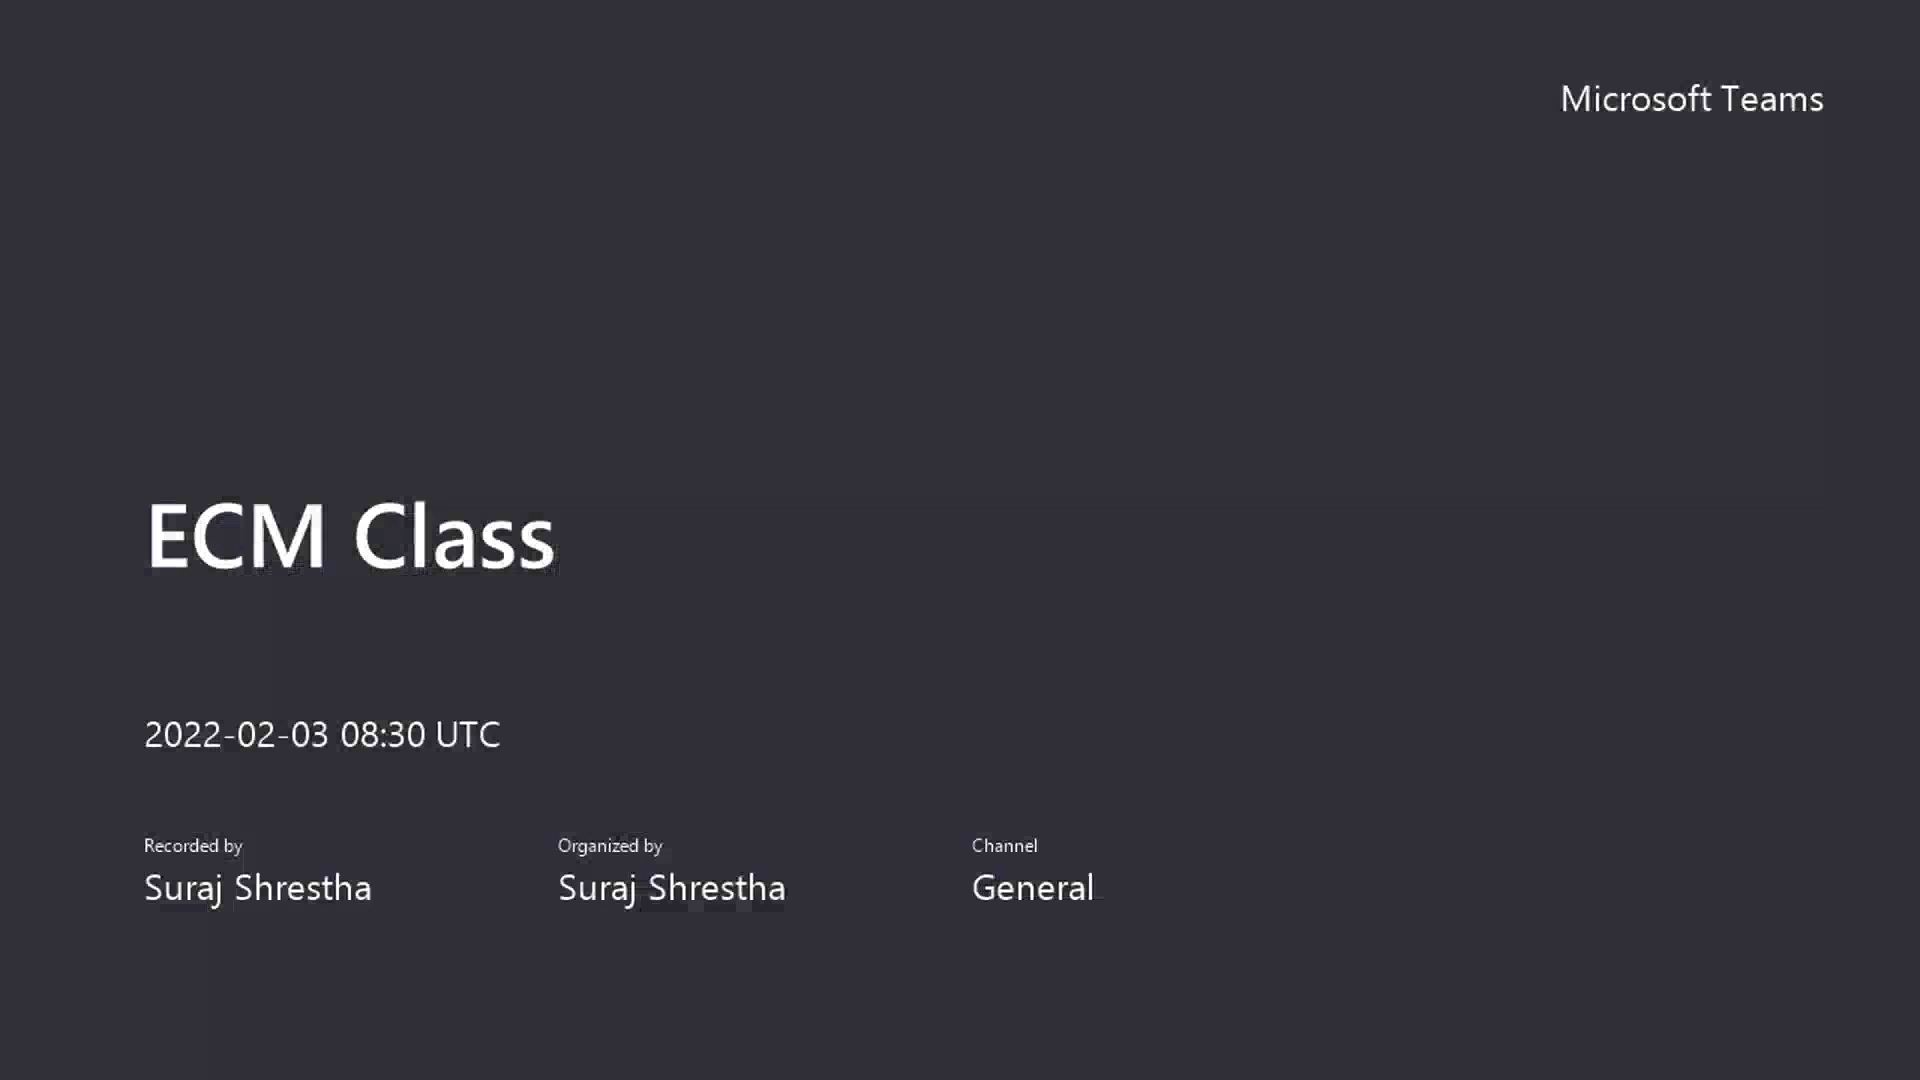 Microsoft Teams
ECM Class
2022-02-03 08:30 UTC
Recorded by
Suraj Shrestha
Organized by
Suraj Shrestha
Channel
General